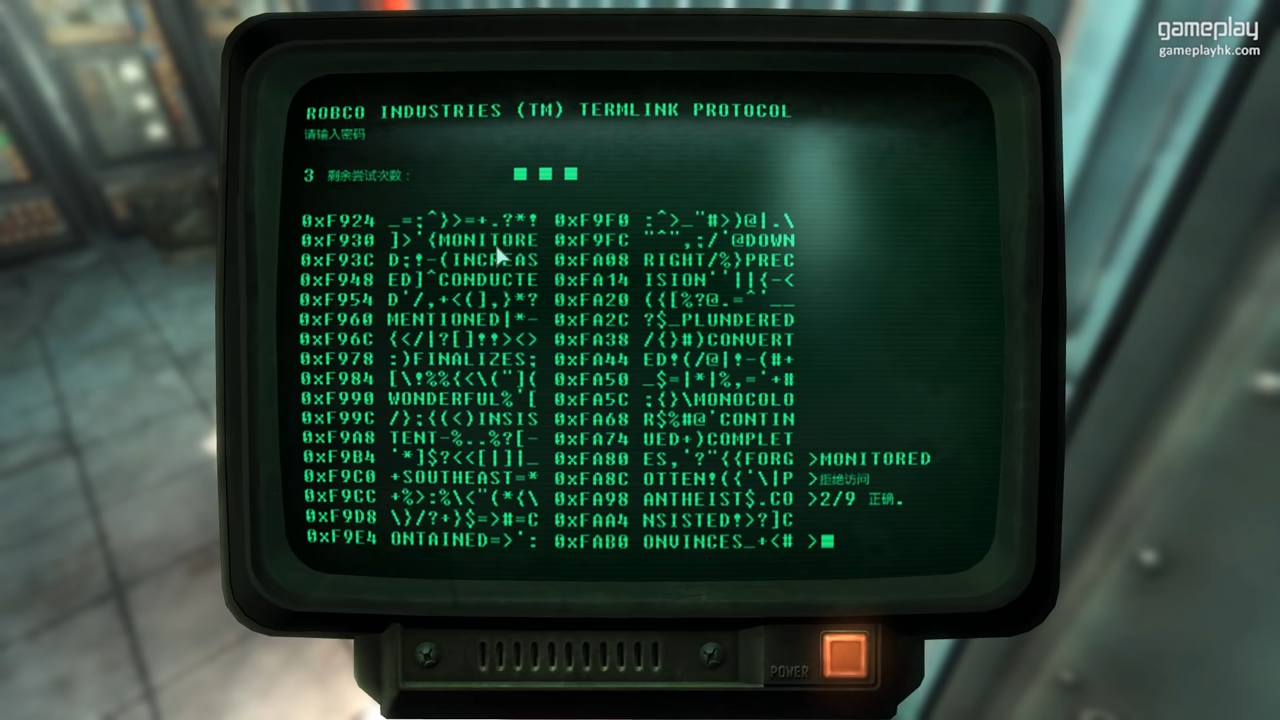 gameplay
gameplayhk.com
ROBCO INDUSTRIES (TM) TERMLINK PROTOCOL
请输入密码
3 剩余尝试次数：
0xF924 _=;^}>=+.?*! 0xF9F0 :^>_"#>)@|.\
0xF930 ]>'{MONITORE 0xF9FC "^",;/'@DOWN
0xF93C D:!-(INCREAS 0xFA08 RIGHT/%}PREC
0xF948 ED]^CONDUCTE 0xFA14 ISION''||{-<
0xF954 D'/,+<(],}*? 0xFA20 ({[%?@.=^'__
0xF960 MENTIONED|*- 0xFA2C ?$_PLUNDERED
0xF96C {</|?[]!!><> 0xFA38 /{}#)CONVERT
0xF978 :)FINALIZES; 0xFA44 ED!(/@|!-(#+
0xF984 [\!%%{<\("]( 0xFA50 _$=|*|%,='+#
0xF990 WONDERFUL%'[ 0xFA5C ;{}\MONOCOLO
0xF99C /};{(<)INSIS 0xFA68 R$%#@'CONTIN
0xF9A8 TENT-%..%?[- 0xFA74 UED+)COMPLET
0xF9B4 '*]$?<<[|]|_ 0xFA80 ES,'?"{{FORG >MONITORED
0xF9C0 +SOUTHEAST=* 0xFA8C OTTEN!({'\|P >拒绝访问
0xF9CC +%>:%\<"(*{\ 0xFA98 ANTHEIST$.CO >2/9 正确.
0xF9D8 \}/?+}$=>#=C 0xFAA4 NSISTED!>?]C
0xF9E4 ONTAINED=>': 0xFAB0 ONVINCES_+<# >
POWER